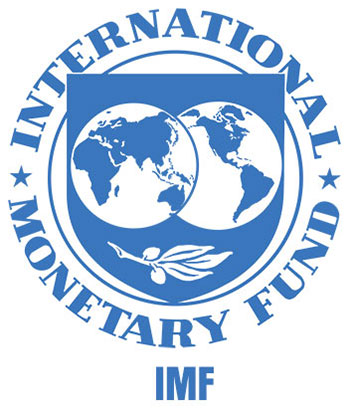 INTERNATIONAL
MONETARY FUND
IMF